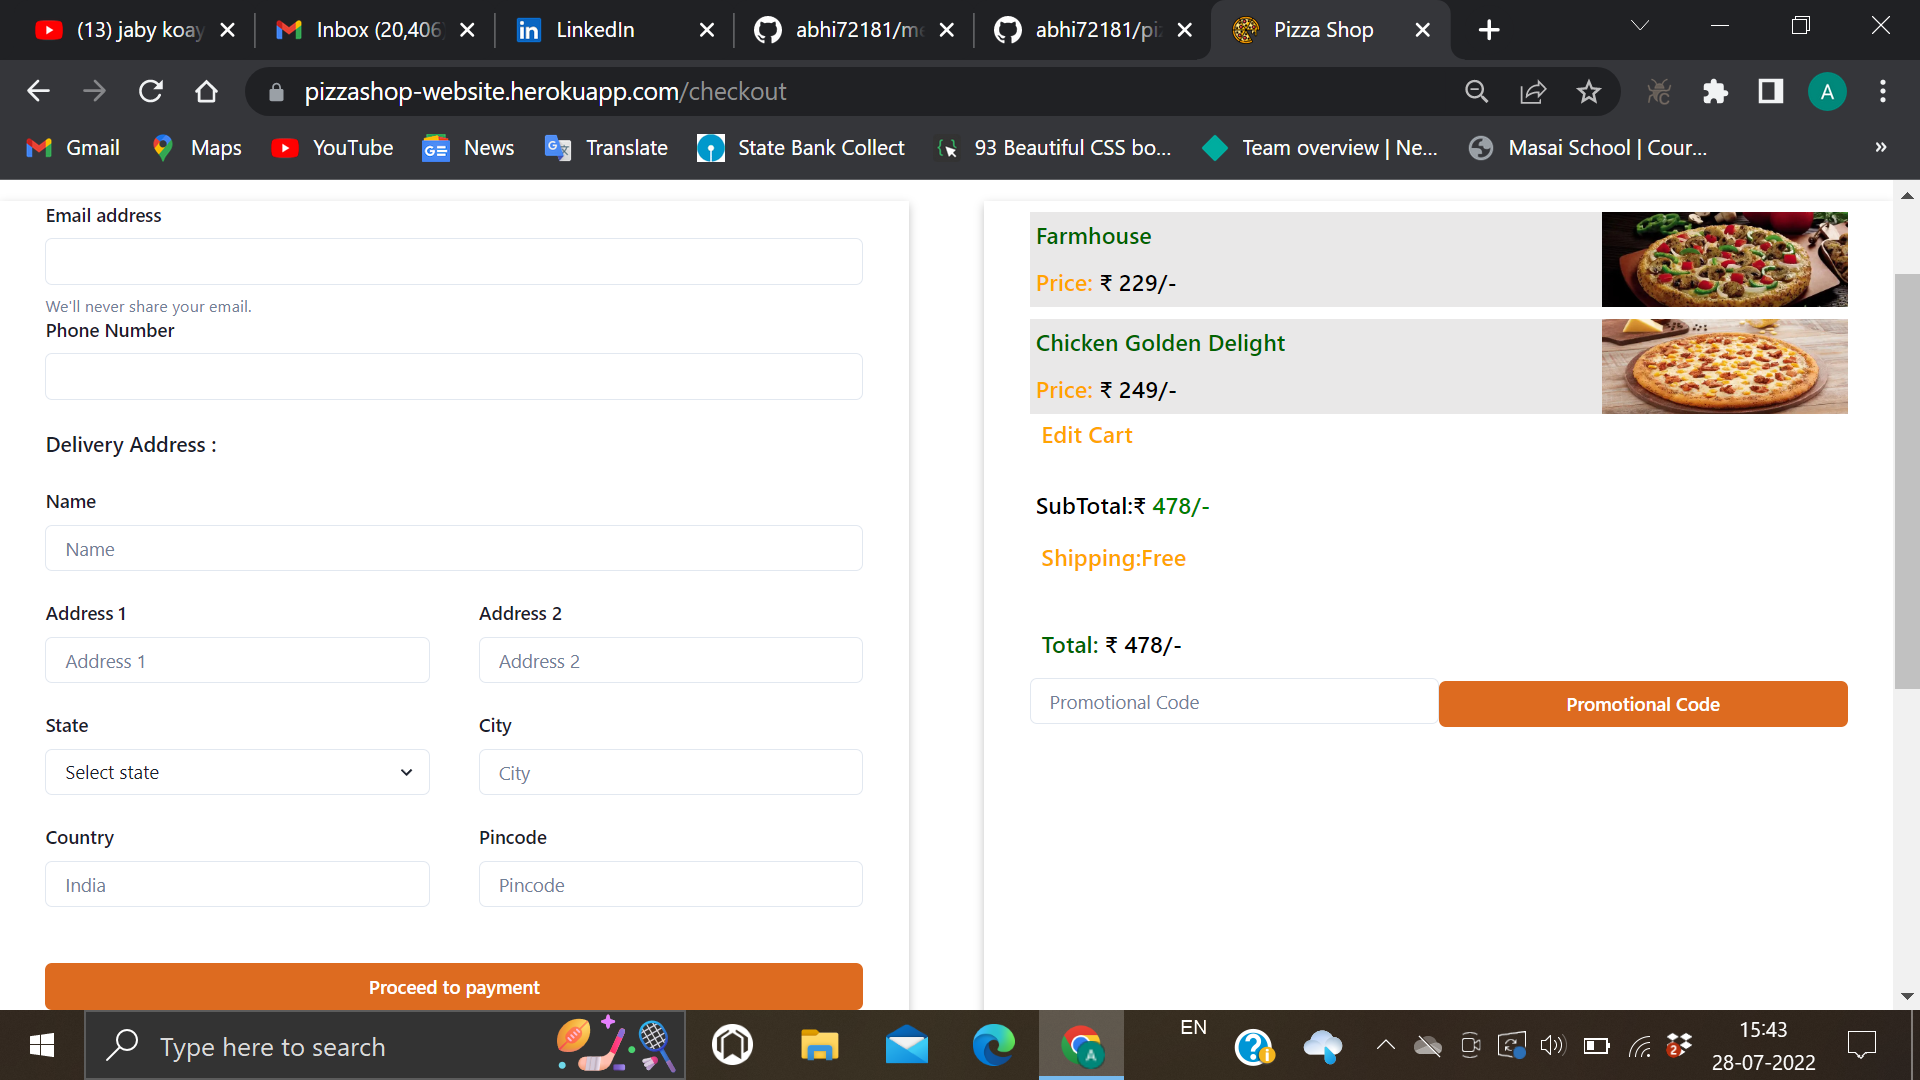 (13) jaby koay
Inbox (20,406
LinkedIn
abhi72181/me
abhi72181/pi
Pizza Shop
pizzashop-website.herokuapp.com/checkout
A
Gmail
Maps
YouTube
News
Translate
State Bank Collect
93 Beautiful CSS bo...
Team overview | Ne...
Masai School | Cour...
»
Email address
We'll never share your email.
Phone Number
Delivery Address :
Name
Name
Address 1
Address 2
Address 1
Address 2
State
City
Select state
City
Country
Pincode
India
Pincode
Proceed to payment
Farmhouse
Price: ₹ 229/-
Chicken Golden Delight
Price: ₹ 249/-
Edit Cart
SubTotal:₹ 478/-
Shipping:Free
Total: ₹ 478/-
Promotional Code
Promotional Code
Type here to search
A
EN
2
15:43
28-07-2022